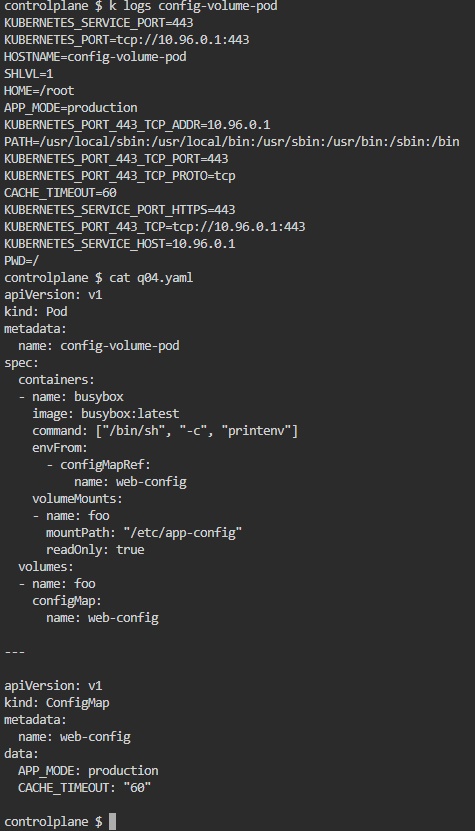 controlplane $ k logs config-volume-pod
KUBERNETES_SERVICE_PORT=443
KUBERNETES_PORT=tcp://10.96.0.1:443
HOSTNAME=config-volume-pod
SHLVL=1
HOME=/root
APP_MODE=production
KUBERNETES_PORT_443_TCP_ADDR=10.96.0.1
PATH=/usr/local/sbin:/usr/local/bin:/usr/sbin:/usr/bin:/sbin:/bin
KUBERNETES_PORT_443_TCP_PORT=443
KUBERNETES_PORT_443_TCP_PROTO=tcp
CACHE_TIMEOUT=60
KUBERNETES_SERVICE_PORT_HTTPS=443
KUBERNETES_PORT_443_TCP=tcp://10.96.0.1:443
KUBERNETES_SERVICE_HOST=10.96.0.1
PWD=/
controlplane $ cat q04.yaml
apiVersion: v1
kind: Pod
metadata:
  name: config-volume-pod
spec:
  containers:
  - name: busybox
    image: busybox:latest
    command: ["/bin/sh", "-c", "printenv"]
    envFrom:
      - configMapRef:
          name: web-config
    volumeMounts:
    - name: foo
      mountPath: "/etc/app-config"
      readOnly: true
  volumes:
  - name: foo
    configMap:
      name: web-config

---

apiVersion: v1
kind: ConfigMap
metadata:
  name: web-config
data:
  APP_MODE: production
  CACHE_TIMEOUT: "60"

controlplane $